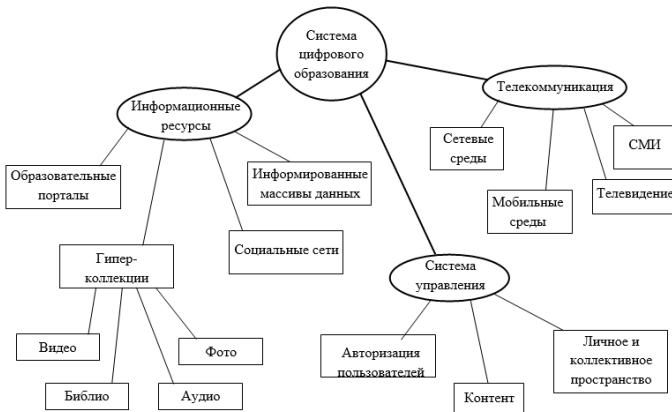 Система
цифрового
образования
Информационные
ресурсы
Телекоммуникация
Сетевые
среды
СМИ
Образовательные
порталы
Информированные
массивы данных
Мобильные
среды
Телевидение
Социальные сети
Гипер-
коллекции
Система
управления
Видео
Фото
Библио
Аудио
Авторизация
пользователей
Контент
Личное и
коллективное
пространство